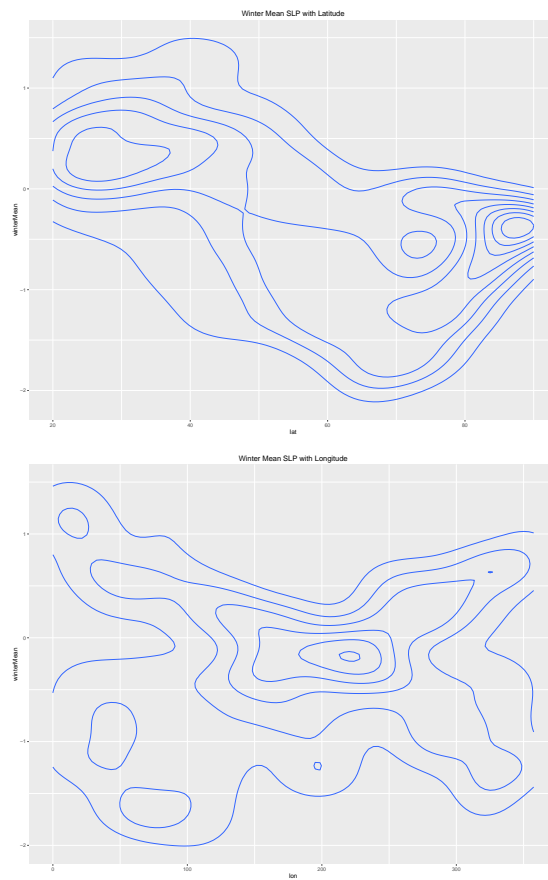 Winter Mean SLP with Latitude
1
0
−1
−2
winterMean
20
40
60
80
lat
Winter Mean SLP with Longitude
1
0
−1
−2
winterMean
0
100
200
300
lon